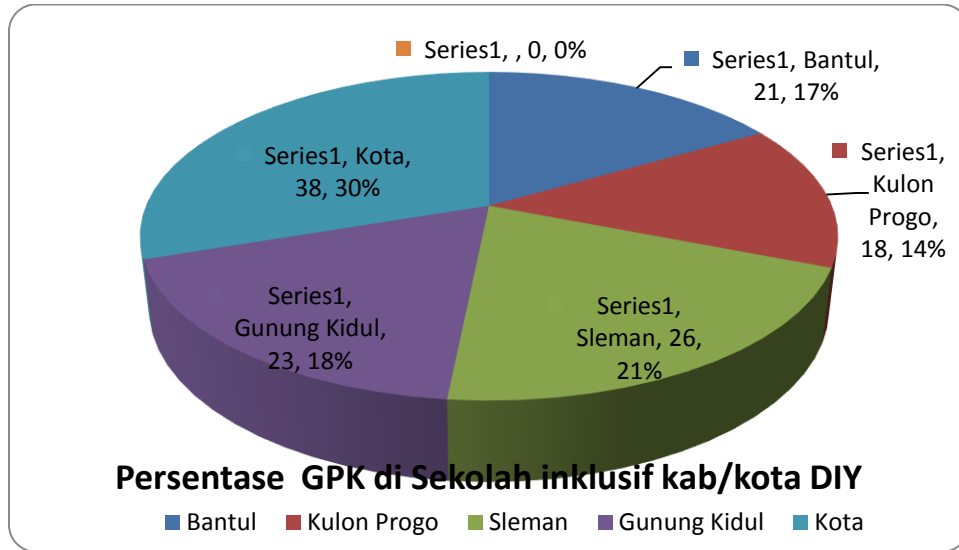 Series1, , 0, 0%
Series1, Bantul,
21, 17%
Series1,
Kulon
Progo,
18, 14%
Series1, Kota,
38, 30%
Series1,
Gunung Kidul,
23, 18%
Series1,
Sleman, 26,
21%
Persentase  GPK di Sekolah inklusif kab/kota DIY
Bantul Kulon Progo Sleman Gunung Kidul Kota